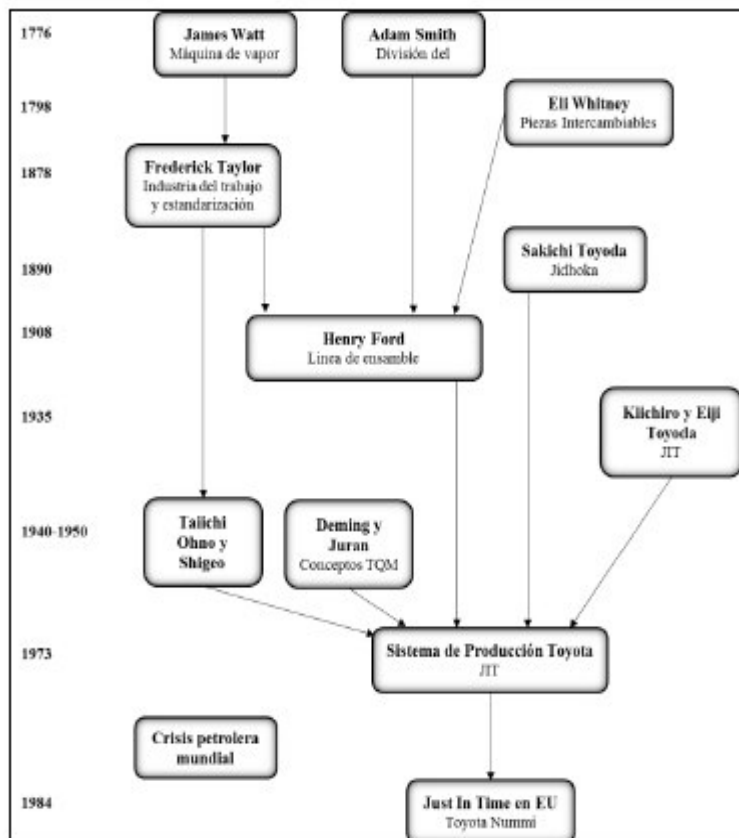 1776
James Watt
Máquina de vapor
Adam Smith
División del
1798
Eli Whitney
Piezas Intercambiables
1878
Frederick Taylor
Industria del trabajo
y estandarización
Sakichi Toyoda
Jidhoka
1890
1908
Henry Ford
Linea de ensamble
1935
Kiichiro y Eiji
Toyoda
JIT
1940-1950
Taiichi
Ohno y
Shigeo
Deming y
Juran
Conceptos TQM
1973
Sistema de Producción Toyota
JIT
Crisis petrolera
mundial
1984
Just In Time en EU
Toyota Nummi